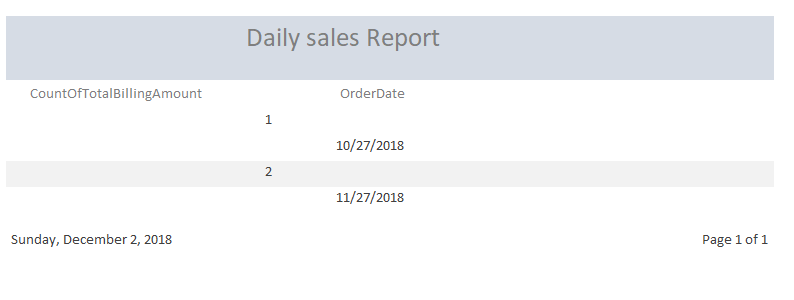 Daily sales Report
CountOfTotalBillingAmount OrderDate
1
10/27/2018
2
11/27/2018
Sunday, December 2, 2018 Page 1 of 1